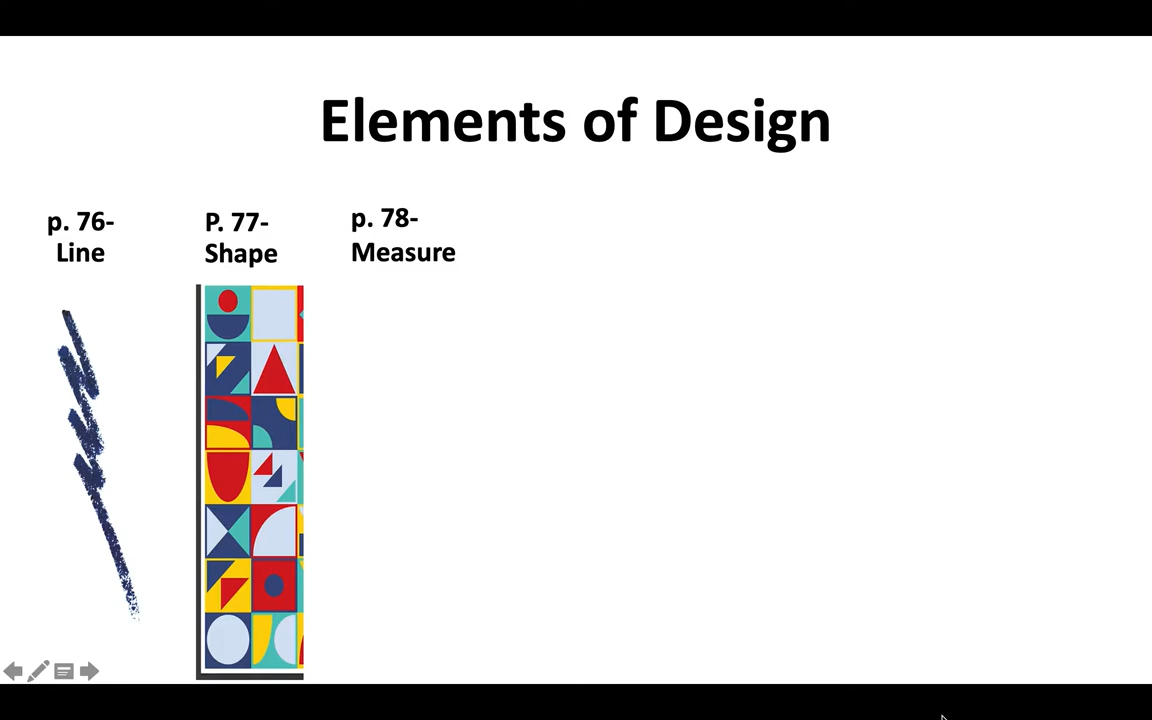 Elements of Design
p. 76-
Line
P. 77-
Shape
p. 78-
Measure